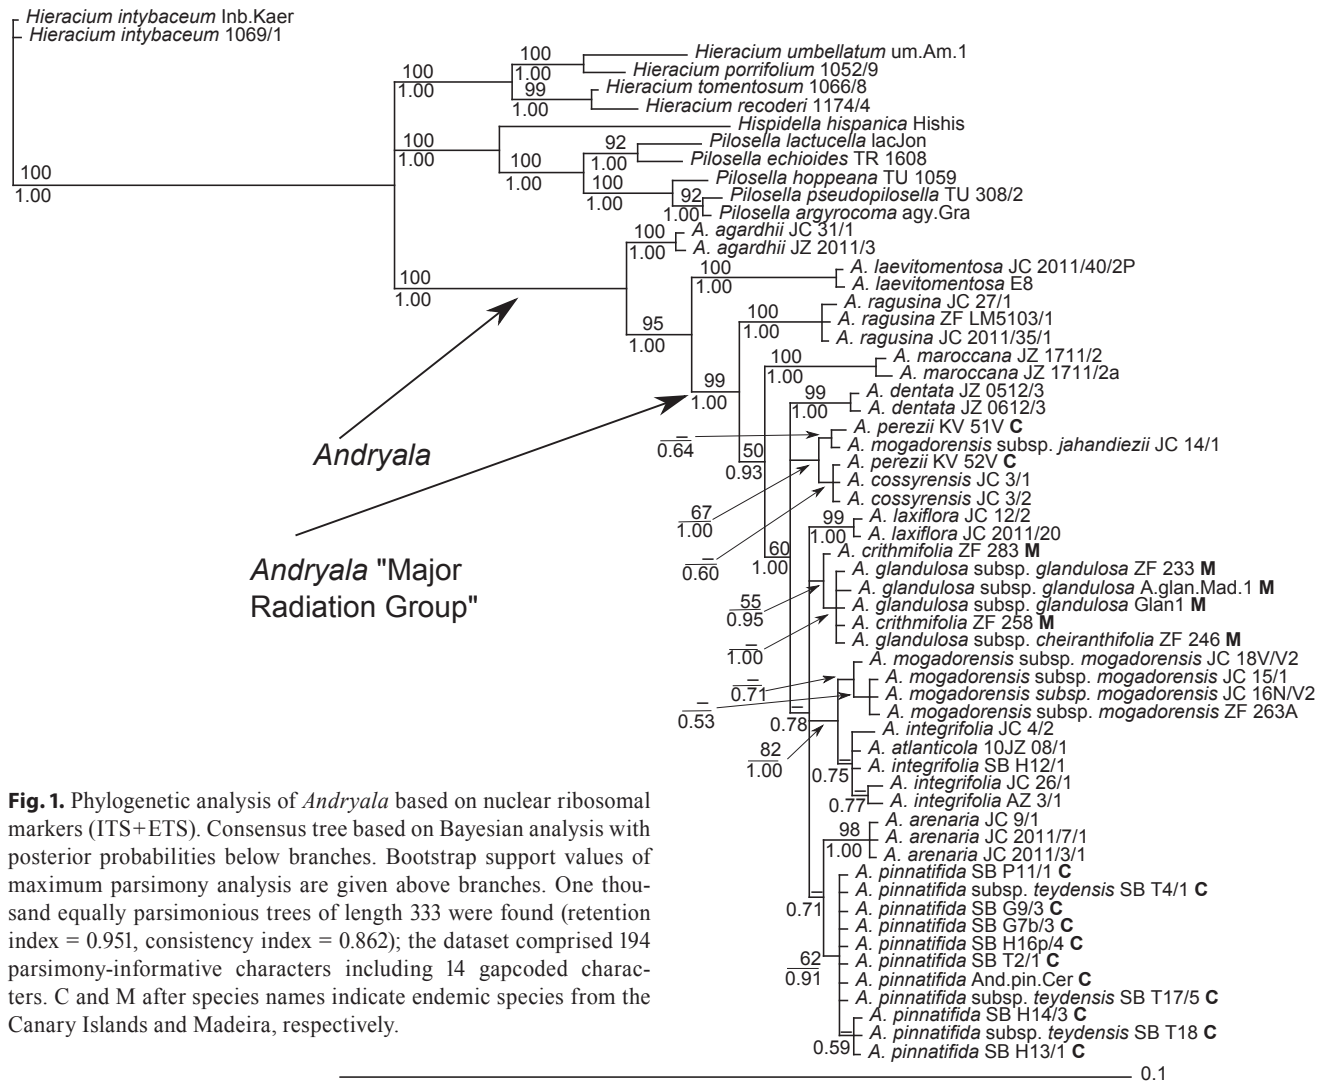 Hieracium intybaceum Inb.Kaer
Hieracium intybaceum 1069/1
Hieracium umbellatum um.Am.1
100
Hieracium porrifolium 1052/9
100
1.00
Hieracium tomentosum 1066/8
1.00
99
Hieracium recoderi 1174/4
1.00
Hispidella hispanica Hishis
100
92
Pilosella lactucella lacJon
1.00
1.00
Pilosella echioides TR 1608
100
100
1.00
Pilosella hoppeana TU 1059
1.00
100
92
Pilosella pseudopilosella TU 308/2
1.00
1.00
Pilosella argyrocoma agy.Gra
100
A. agardhii JC 31/1
1.00
A. agardhii JZ 2011/3
100
1.00
100
A. laevitomentosa JC 2011/40/2P
1.00
A. laevitomentosa E8
95
1.00
100
A. ragusina JC 27/1
1.00
A. ragusina ZF LM5103/1
A. ragusina JC 2011/35/1
99
1.00
100
A. maroccana JZ 1711/2
1.00
A. maroccana JZ 1711/2a
99
A. dentata JZ 0512/3
1.00
A. dentata JZ 0612/3
Andryala
–
0.64
A. perezii KV 51V C
A. mogadorensis subsp. jahandiezii JC 14/1
50
0.93
A. perezii KV 52V C
A. cossyrensis JC 3/1
A. cossyrensis JC 3/2
67
1.00
99
A. laxiflora JC 12/2
1.00
A. laxiflora JC 2011/20
60
1.00
–
0.60
Andryala "Major
Radiation Group"
A. crithmifolia ZF 283 M
A. glandulosa subsp. glandulosa ZF 233 M
A. glandulosa subsp. glandulosa A.glan.Mad.1 M
55
0.95
A. glandulosa subsp. glandulosa Glan1 M
A. crithmifolia ZF 258 M
–
1.00
A. glandulosa subsp. cheiranthifolia ZF 246 M
A. mogadorensis subsp. mogadorensis JC 18V/V2
–
0.71
A. mogadorensis subsp. mogadorensis JC 15/1
A. mogadorensis subsp. mogadorensis JC 16N/V2
–
0.53
–
0.78
A. mogadorensis subsp. mogadorensis ZF 263A
A. integrifolia JC 4/2
82
1.00
A. atlanticola 10JZ 08/1
–
0.75
A. integrifolia SB H12/1
A. integrifolia JC 26/1
–
0.77
A. integrifolia AZ 3/1
98
A. arenaria JC 9/1
1.00
A. arenaria JC 2011/7/1
A. arenaria JC 2011/3/1
A. pinnatifida SB P11/1 C
–
0.71
A. pinnatifida subsp. teydensis SB T4/1 C
A. pinnatifida SB G9/3 C
A. pinnatifida SB G7b/3 C
A. pinnatifida SB H16p/4 C
62
0.91
A. pinnatifida SB T2/1 C
A. pinnatifida And.pin.Cer C
A. pinnatifida subsp. teydensis SB T17/5 C
A. pinnatifida SB H14/3 C
–
0.59
A. pinnatifida subsp. teydensis SB T18 C
A. pinnatifida SB H13/1 C
0.1
Fig. 1. Phylogenetic analysis of Andryala based on nuclear ribosomal
markers (ITS+ETS). Consensus tree based on Bayesian analysis with
posterior probabilities below branches. Bootstrap support values of
maximum parsimony analysis are given above branches. One thou-
sand equally parsimonious trees of length 333 were found (retention
index = 0.951, consistency index = 0.862); the dataset comprised 194
parsimony-informative characters including 14 gapcoded charac-
ters. C and M after species names indicate endemic species from the
Canary Islands and Madeira, respectively.